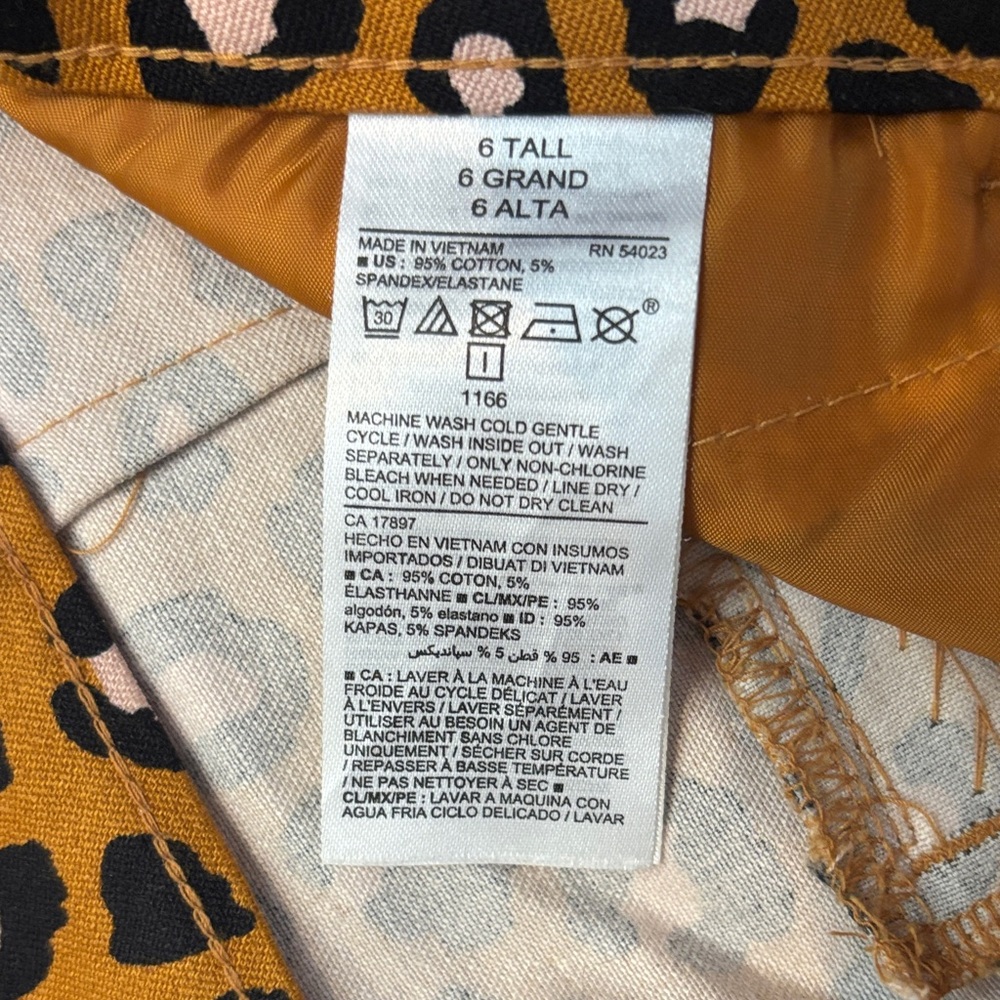 6 TALL
6 GRAND
6 ALTA
MADE IN VIETNAM RN 54023
■ US : 95% COTTON, 5%
SPANDEX/ELASTANE
30
®
1166
MACHINE WASH COLD GENTLE
CYCLE / WASH INSIDE OUT / WASH
SEPARATELY / ONLY NON-CHLORINE
BLEACH WHEN NEEDED / LINE DRY /
COOL IRON / DO NOT DRY CLEAN
CA 17897
HECHO EN VIETNAM CON INSUMOS
IMPORTADOS / DIBUAT DI VIETNAM
■ CA : 95% COTON, 5%
ÉLASTHANNE ■ CL/MX/PE : 95%
algodón, 5% elastano ■ ID : 95%
KAPAS, 5% SPANDEKS
■ AE : 95 % قطن 5 % سباندیكس
■ CA : LAVER À LA MACHINE À L'EAU
FROIDE AU CYCLE DÉLICAT / LAVER
À L'ENVERS / LAVER SÉPARÉMENT /
UTILISER AU BESOIN UN AGENT DE
BLANCHIMENT SANS CHLORE
UNIQUEMENT / SÉCHER SUR CORDE
/ REPASSER À BASSE TEMPÉRATURE
/ NE PAS NETTOYER À SEC ■
CL/MX/PE : LAVAR A MAQUINA CON
AGUA FRIA CICLO DELICADO / LAVAR